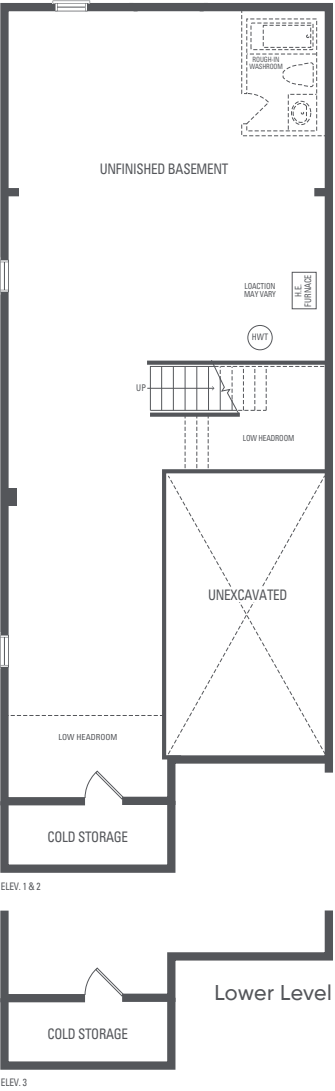 ROUGH-IN
WASHROOM
UNFINISHED BASEMENT
LOACTION
MAY VARY
H.E.
FURNACE
HWT
UP
LOW HEADROOM
UNEXCAVATED
LOW HEADROOM
COLD STORAGE
ELEV. 1 & 2
Lower Level
COLD STORAGE
ELEV. 3